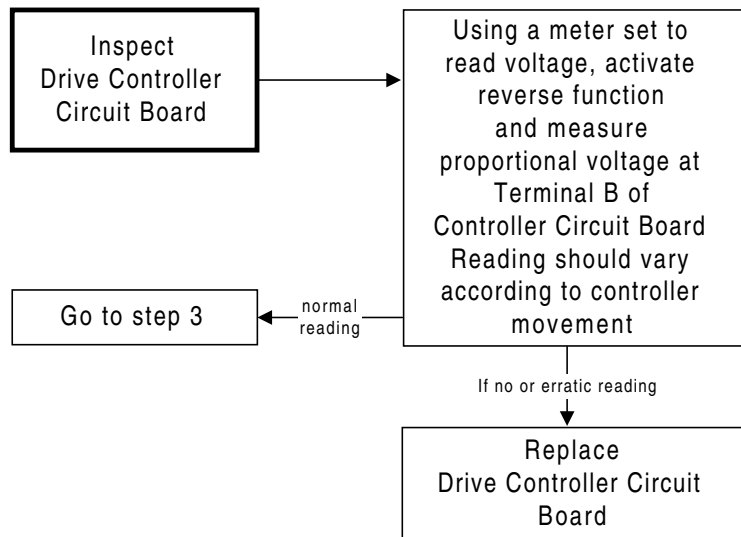 Inspect
Drive Controller
Circuit Board
Using a meter set to
read voltage, activate
reverse function
and measure
proportional voltage at
Terminal B of
Controller Circuit Board
Reading should vary
according to controller
movement
normal
reading
Go to step 3
If no or erratic reading
Replace
Drive Controller Circuit
Board